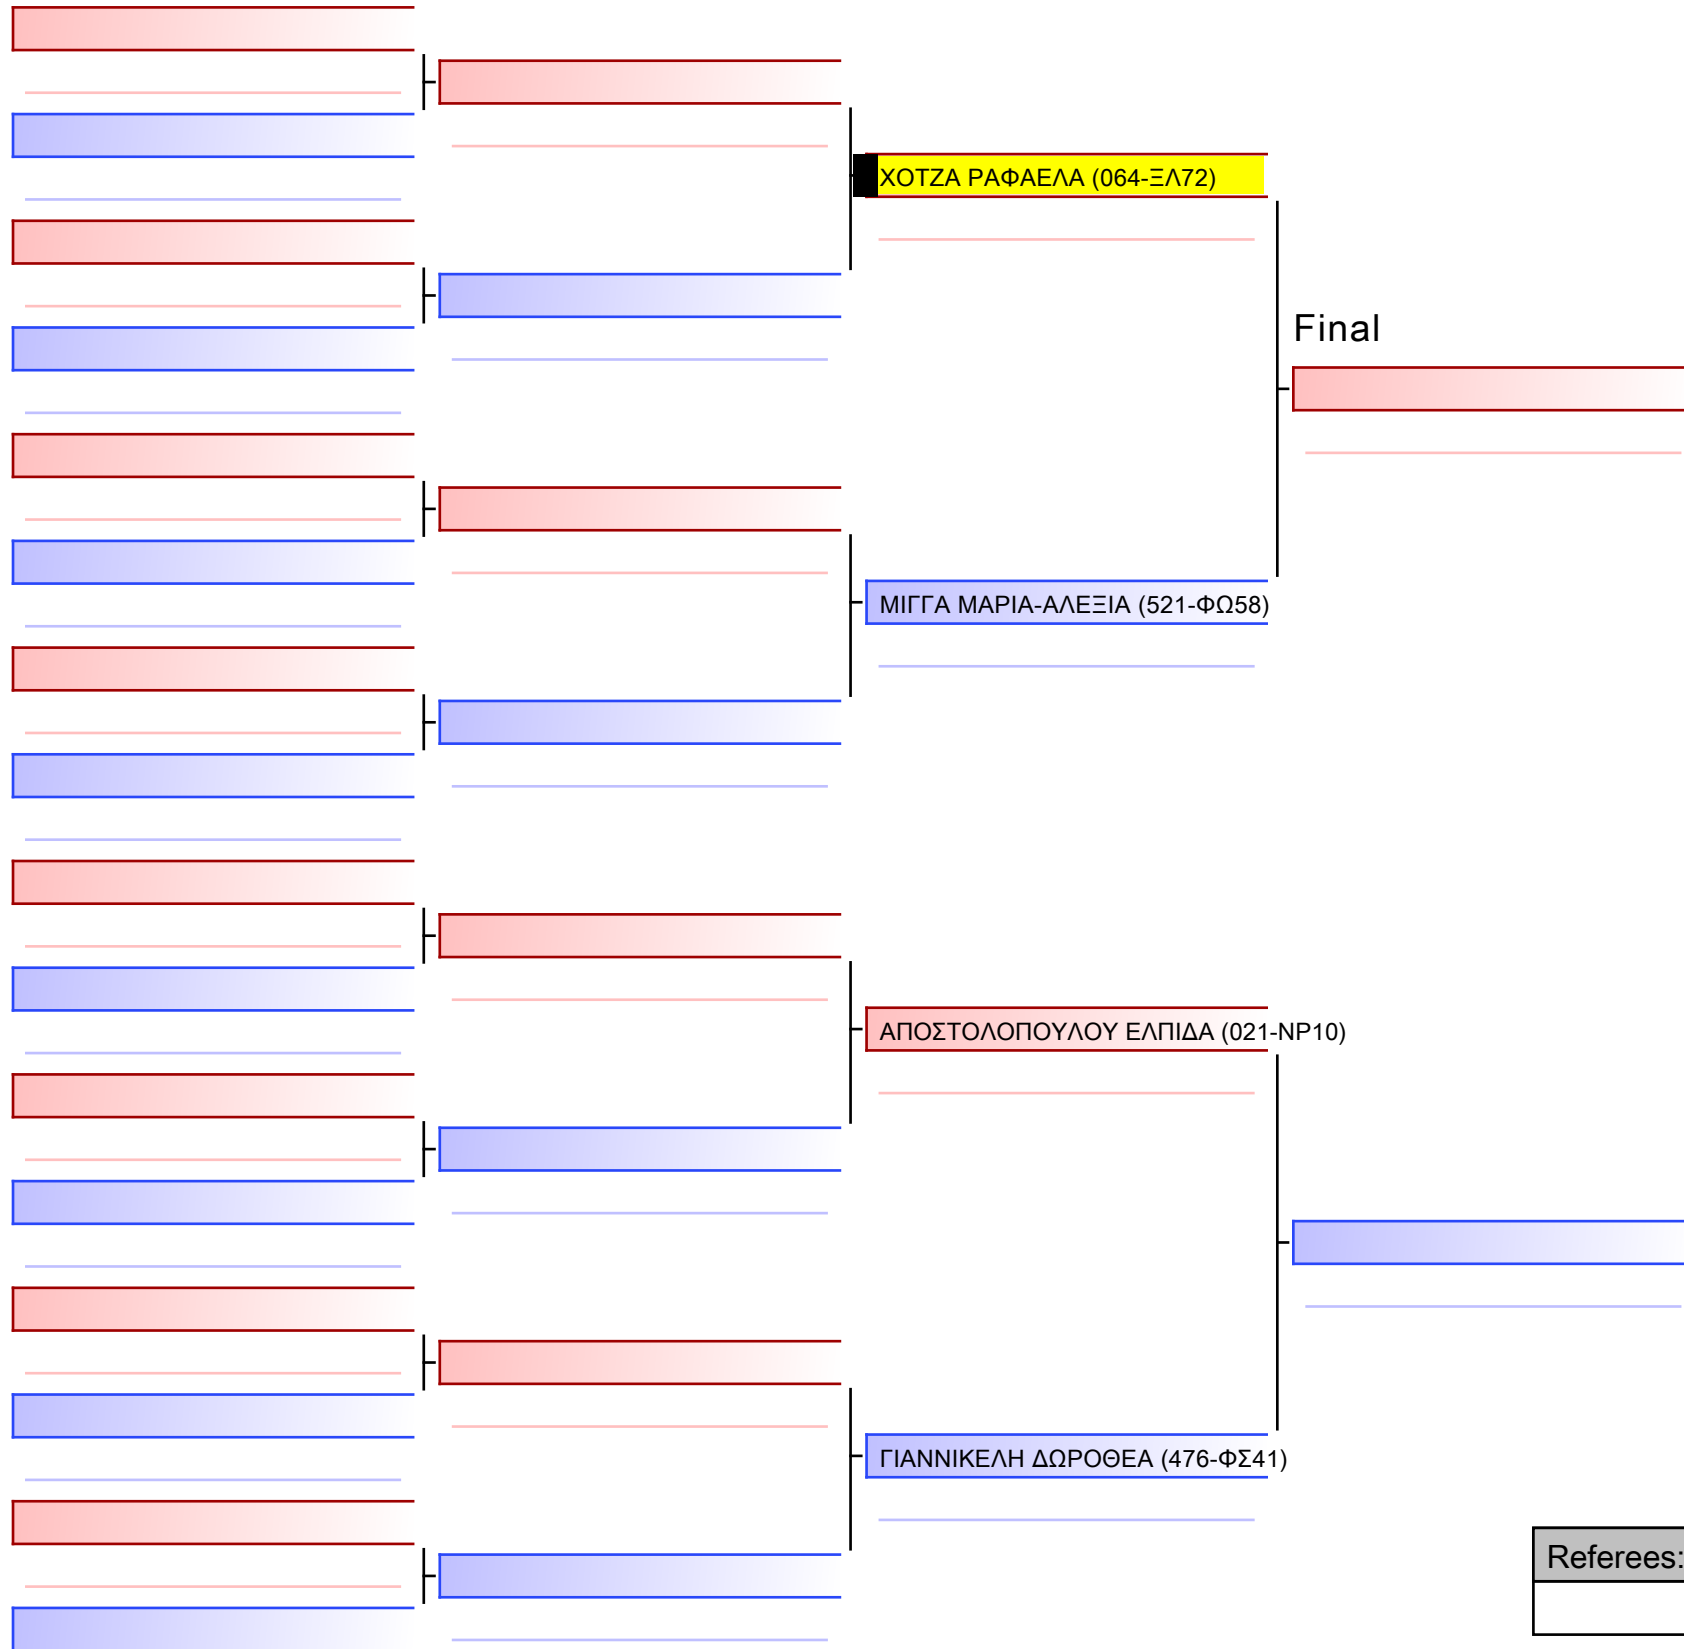 ΧΟΤΖΑ ΡΑΦΑΕΛΑ (064-ΞΛ72)
Final
ΜΙΓΓΑ ΜΑΡΙΑ-ΑΛΕΞΙΑ (521-ΦΩ58)
ΑΠΟΣΤΟΛΟΠΟΥΛΟΥ ΕΛΠΙΔΑ (021-ΝΡ10)
ΓΙΑΝΝΙΚΕΛΗ ΔΩΡΟΘΕΑ (476-ΦΣ41)
Referees: